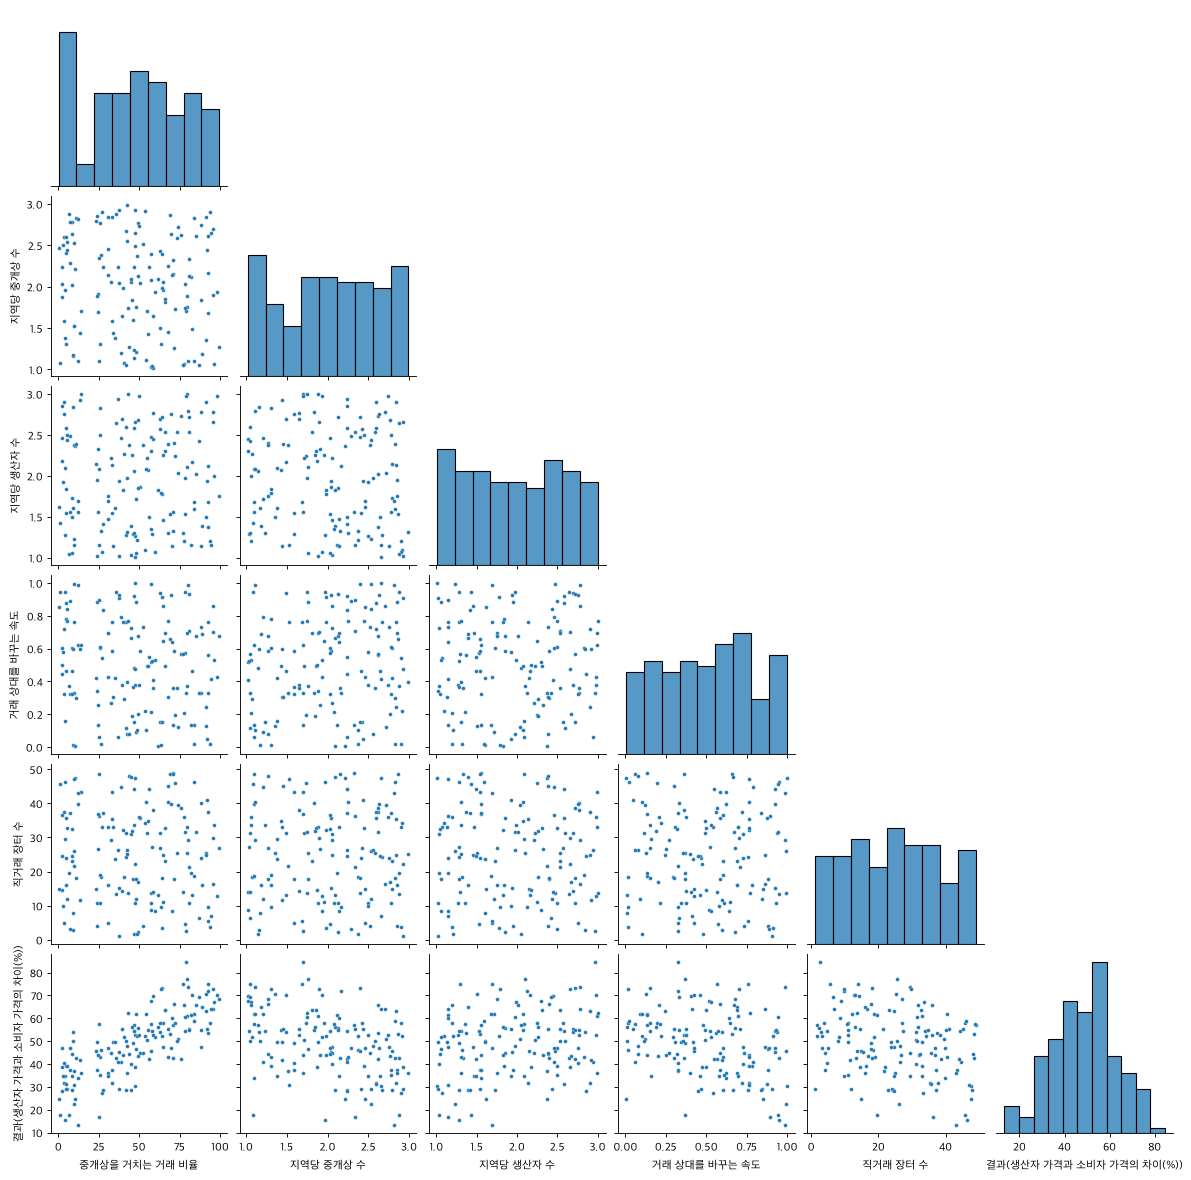 3.0
2.5
2.0
1.5
1.0
지역당 중개상 수
3.0
2.5
2.0
1.5
1.0
지역당 생산자 수
1.0
0.8
0.6
0.4
0.2
0.0
거래 상대를 바꾸는 속도
50
40
30
20
10
0
직거래 장터 수
80
70
60
50
40
30
20
10
결과(생산자 가격과 소비자 가격의 차이(%))
0 25 50 75 100
중개상을 거치는 거래 비율
1.0 1.5 2.0 2.5 3.0
지역당 중개상 수
1.0 1.5 2.0 2.5 3.0
지역당 생산자 수
0.00 0.25 0.50 0.75 1.00
거래 상대를 바꾸는 속도
0 20 40
직거래 장터 수
20 40 60 80
결과(생산자 가격과 소비자 가격의 차이(%))